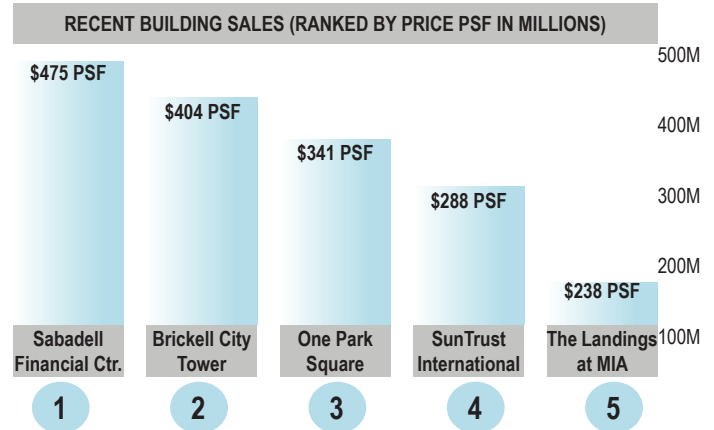 RECENT BUILDING SALES (RANKED BY PRICE PSF IN MILLIONS)
500M
400M
300M
200M
100M
$475 PSF
$404 PSF
$341 PSF
$288 PSF
$238 PSF
Sabadell
Financial Ctr.
Brickell City
Tower
One Park
Square
SunTrust
International
The Landings
at MIA
1
2
3
4
5